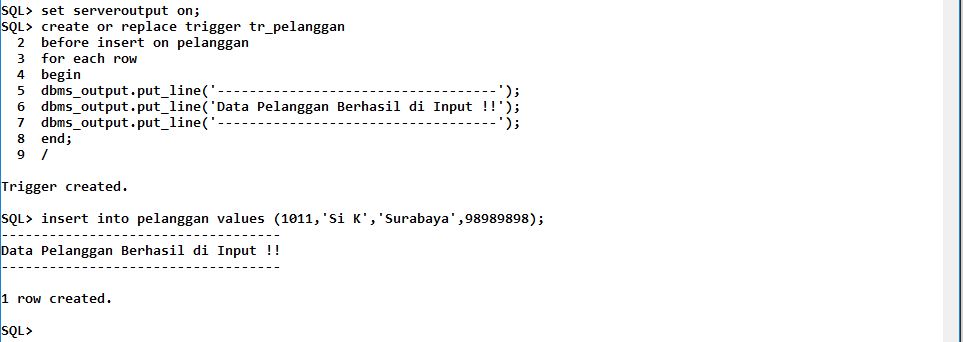 SQL> set serveroutput on;
SQL> create or replace trigger tr_pelanggan
2 before insert on pelanggan
3 for each row
4 begin
5 dbms_output.put_line('-----------------------------------');
6 dbms_output.put_line('Data Pelanggan Berhasil di Input !!');
7 dbms_output.put_line('-----------------------------------');
8 end;
9 /
Trigger created.
SQL> insert into pelanggan values (1011,'Si K','Surabaya',98989898);
-----------------------------------
Data Pelanggan Berhasil di Input !!
-----------------------------------
1 row created.
SQL>